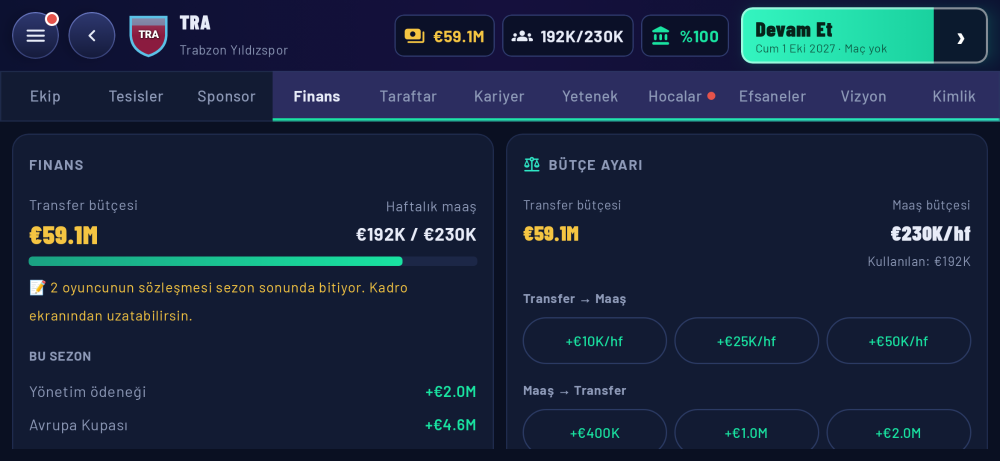 TRA
TRA
Trabzon Yıldızspor
€59.1M
192K/230K
%100
Devam Et
Cum 1 Eki 2027 · Maç yok
Ekip
Tesisler
Sponsor
Finans
Taraftar
Kariyer
Yetenek
Hocalar
Efsaneler
Vizyon
Kimlik
FINANS
Transfer bütçesi
Haftalık maaş
€59.1M
€192K / €230K
📝 2 oyuncunun sözleşmesi sezon sonunda bitiyor. Kadro
ekranından uzatabilirsin.
BU SEZON
Yönetim ödeneği
+€2.0M
Avrupa Kupası
+€4.6M
BÜTÇE AYARI
Transfer bütçesi
Maaş bütçesi
€59.1M
€230K/hf
Kullanılan: €192K
Transfer → Maaş
+€10K/hf
+€25K/hf
+€50K/hf
Maaş → Transfer
+€400K
+€1.0M
+€2.0M